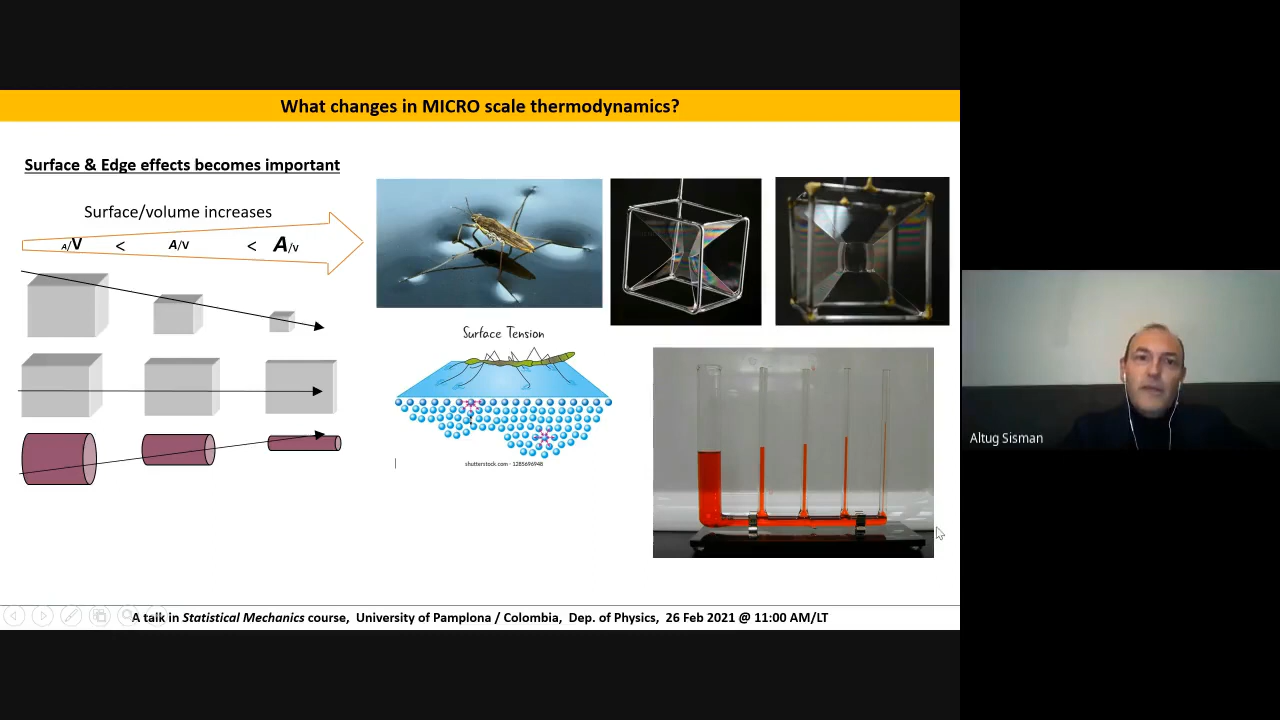 What changes in MICRO scale thermodynamics?
Surface & Edge effects becomes important
Surface/volume increases
A/V < A/V < A/V
Surface Tension
shutterstock.com · 1285696948
Altug Sisman
A talk in Statistical Mechanics course, University of Pamplona / Colombia, Dep. of Physics, 26 Feb 2021 @ 11:00 AM/LT